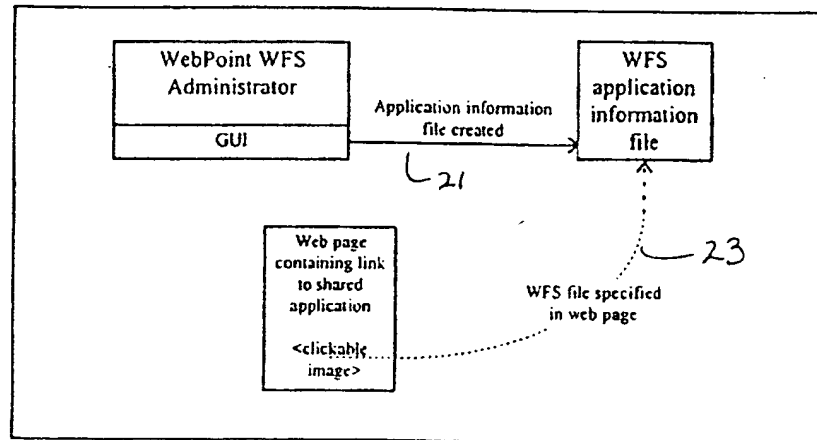 WebPoint WFS
Administrator
GUI
Application information
file created
21
WFS
application
information
file
23
Web page
containing link
to shared
application
<clickable
image>
WFS file specified
in web page